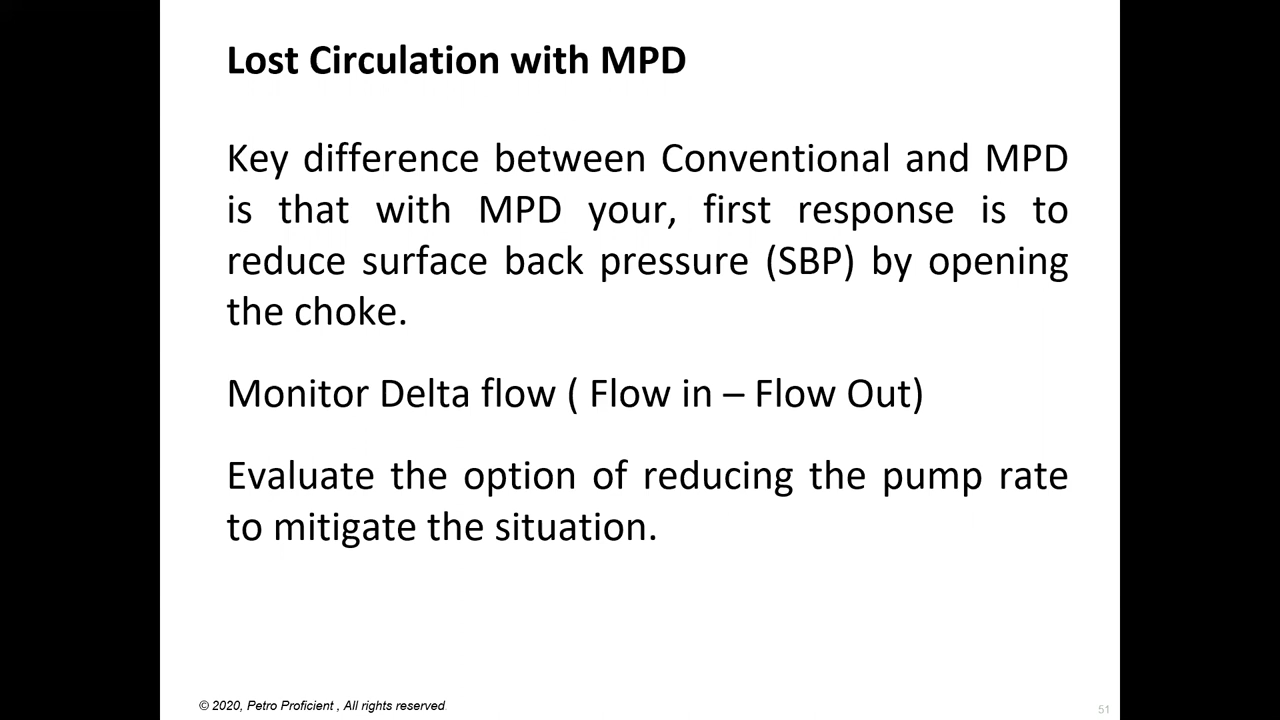 Lost Circulation with MPD
Key difference between Conventional and MPD
is that with MPD your, first response is to
reduce surface back pressure (SBP) by opening
the choke.
Monitor Delta flow ( Flow in – Flow Out)
Evaluate the option of reducing the pump rate
to mitigate the situation.
© 2020, Petro Proficient , All rights reserved
51